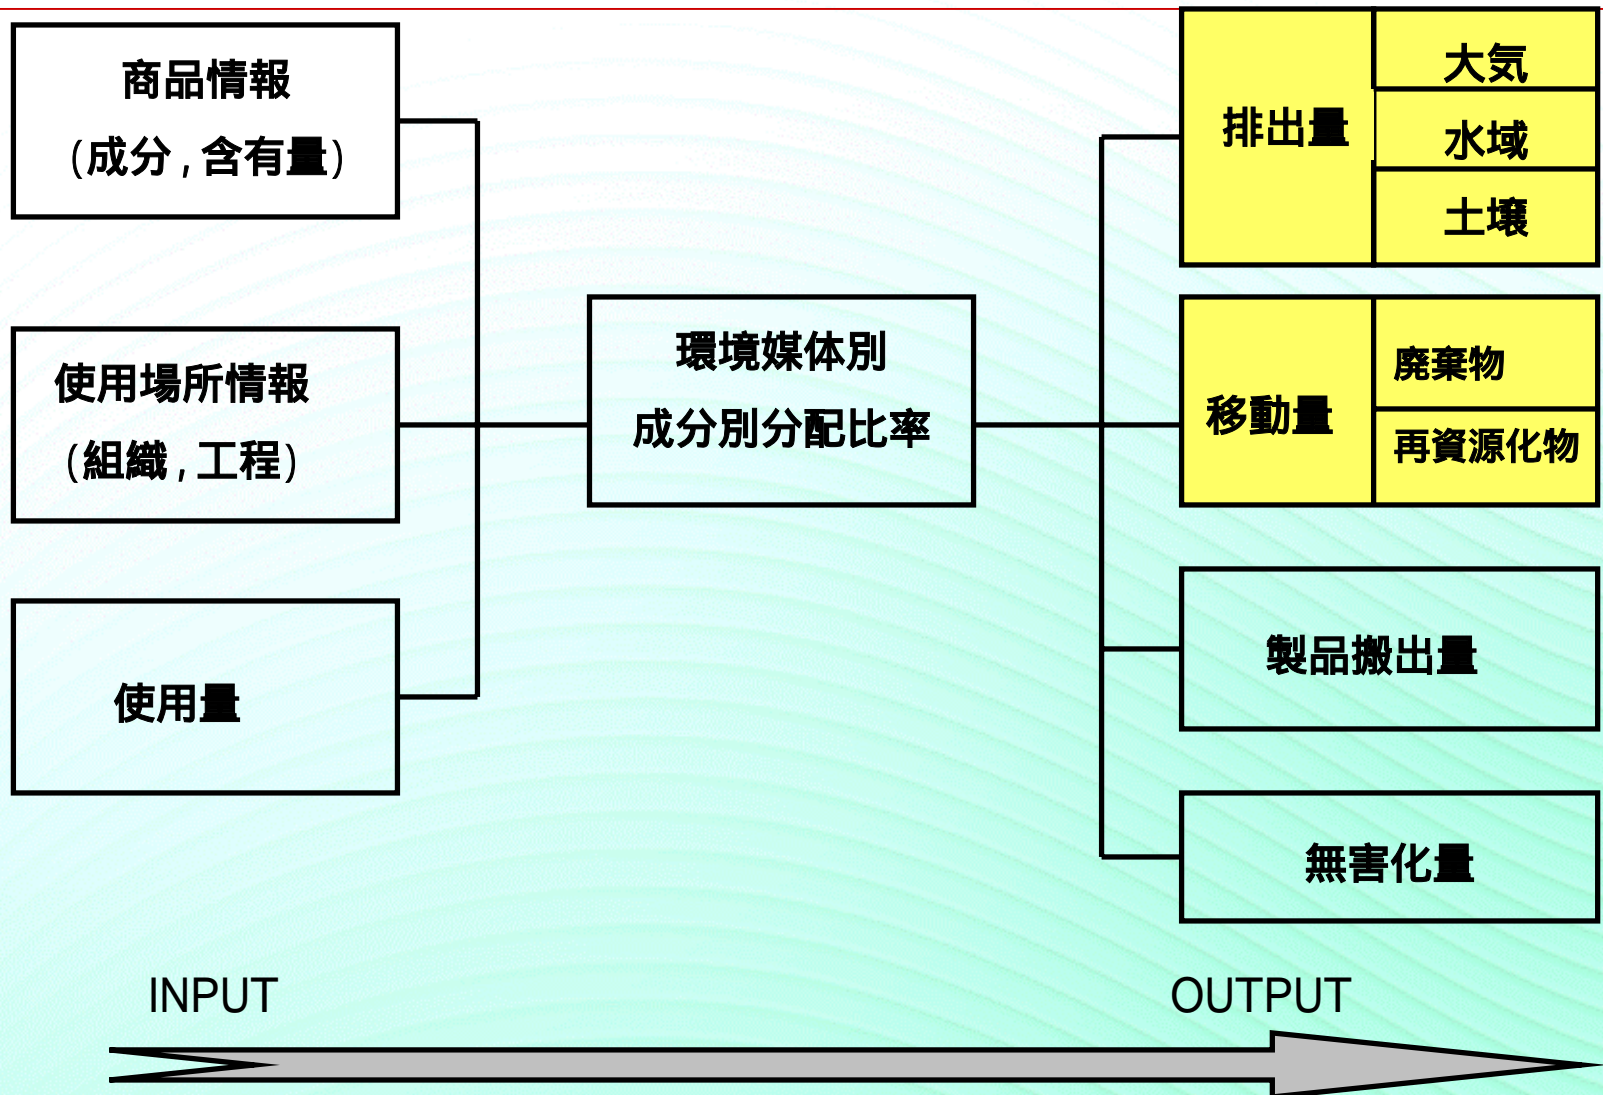 商品情報
（成分 , 含有量）
使用場所情報
（組織 , 工程）
使用量
環境媒体別
成分別分配比率
排出量
大気
水域
土壌
移動量
廃棄物
再資源化物
製品搬出量
無害化量
INPUT
OUTPUT